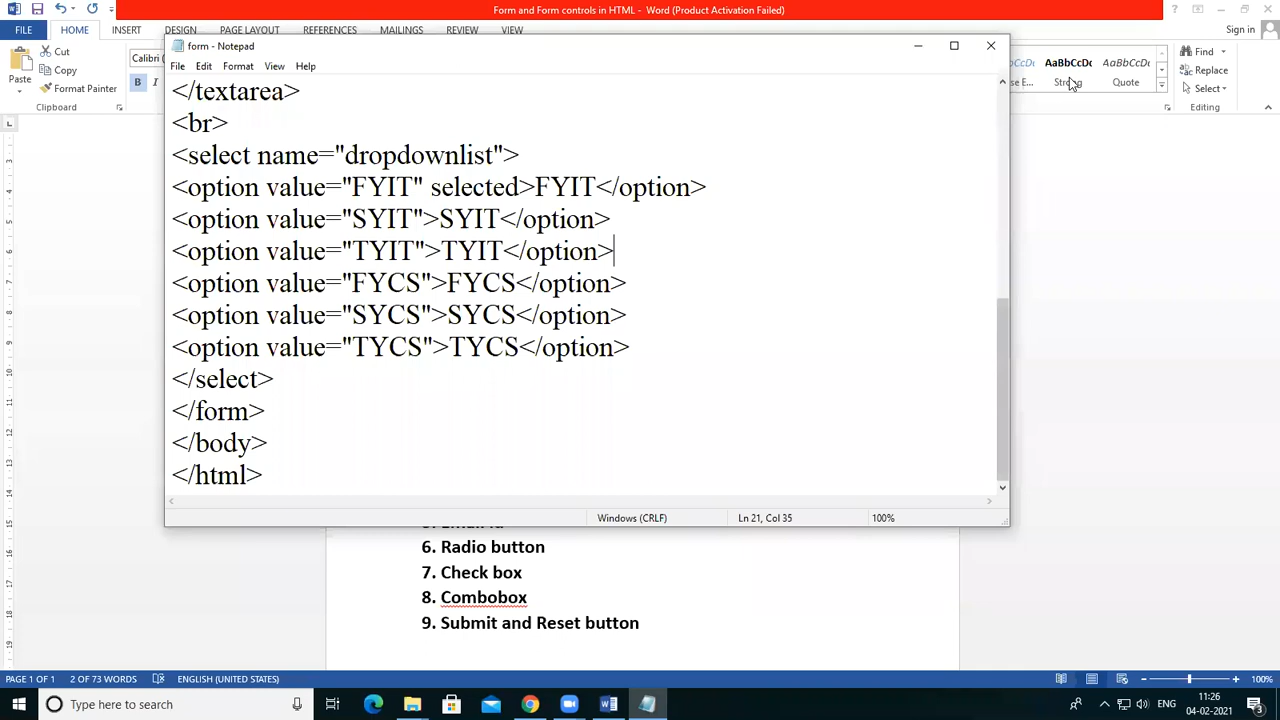 Form and Form controls in HTML - Word (Product Activation Failed)
FILE HOME INSERT DESIGN PAGE LAYOUT REFERENCES MAILINGS REVIEW VIEW Sign in
Paste
Cut
Copy
Format Painter
Clipboard
Calibri (
B I
AaBbCcDc AaBbCcDc
Strong Quote
Find
Replace
Select
Editing
form - Notepad
File Edit Format View Help
</textarea>
<br>
<select name="dropdownlist">
<option value="FYIT" selected>FYIT</option>
<option value="SYIT">SYIT</option>
<option value="TYIT">TYIT</option>
<option value="FYCS">FYCS</option>
<option value="SYCS">SYCS</option>
<option value="TYCS">TYCS</option>
</select>
</form>
</body>
</html>
Windows (CRLF) Ln 21, Col 35 100%
6. Radio button
7. Check box
8. Combobox
9. Submit and Reset button
PAGE 1 OF 1 2 OF 73 WORDS ENGLISH (UNITED STATES) 100%
Type here to search
ENG
11:26
04-02-2021